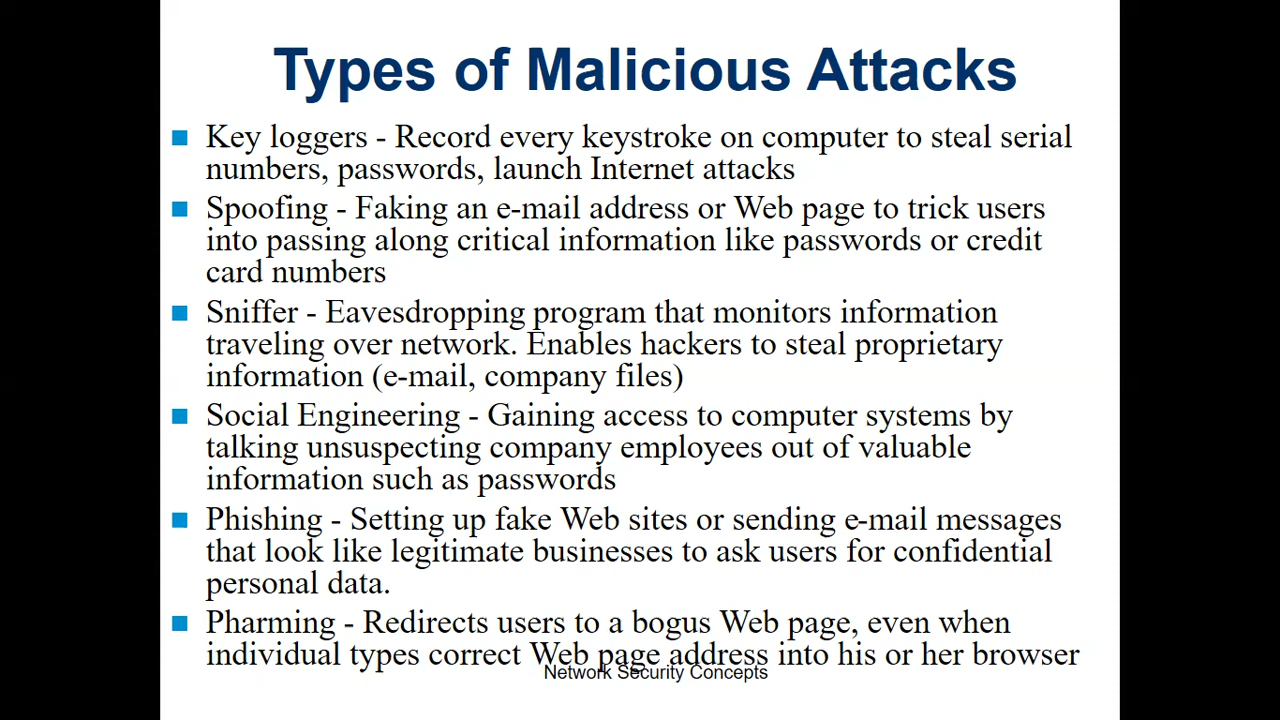 Types of Malicious Attacks
Key loggers - Record every keystroke on computer to steal serial
numbers, passwords, launch Internet attacks
Spoofing - Faking an e-mail address or Web page to trick users
into passing along critical information like passwords or credit
card numbers
Sniffer - Eavesdropping program that monitors information
traveling over network. Enables hackers to steal proprietary
information (e-mail, company files)
Social Engineering - Gaining access to computer systems by
talking unsuspecting company employees out of valuable
information such as passwords
Phishing - Setting up fake Web sites or sending e-mail messages
that look like legitimate businesses to ask users for confidential
personal data.
Pharming - Redirects users to a bogus Web page, even when
individual types correct Web page address into his or her browser
Network Security Concepts